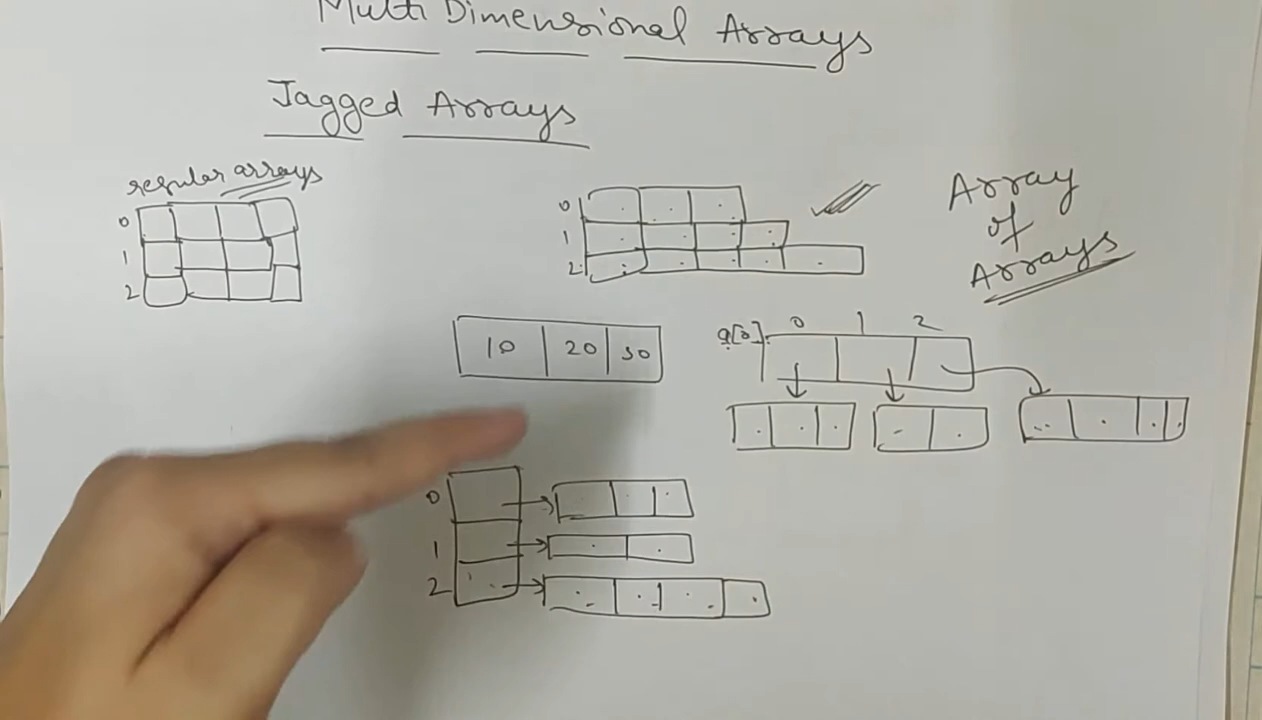 Multi Dimensional Arrays
Jagged Arrays
regular arrays
0
1
2
0
1
2
Array
of
Arrays
10 20 30
a[3]
0 1 2
0
1
2